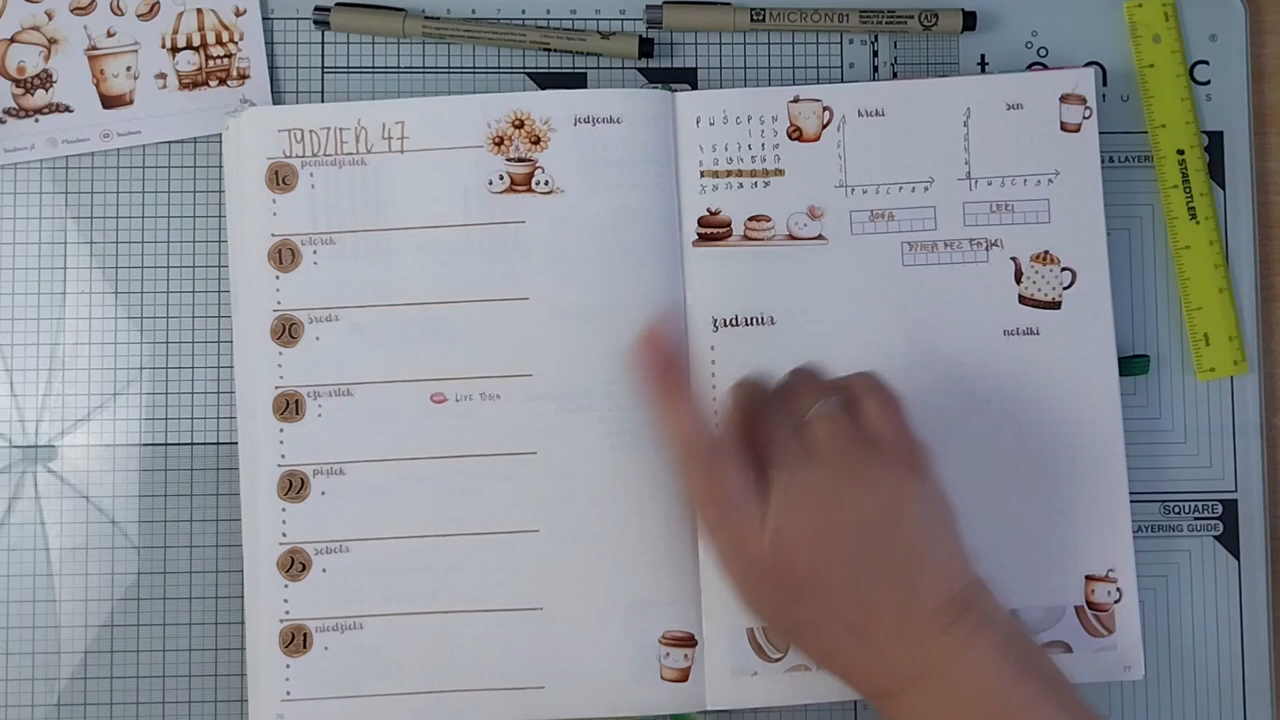 TYDZIEŃ 47
jedzonko
18 poniedziałek
19 wtorek
20 środa
21 czwartek
LIVE TOSIA
22 piątek
23 sobota
24 niedziela
P W Ś C P S N
1 2 3
4 5 6 7 8 9 10
11 12 13 14 15 16 17
18 19 20 21 22 23 24
25 26 27 28 29 30
kroki
P W Ś C P S N
sen
P W Ś C P S N
JOGA
LEKI
DZIEŃ BEZ FAJKI
zadania
notatki
77
MICRON 01
STAEDTLER
SQUARE
LAYERING GUIDE
& LAYERI